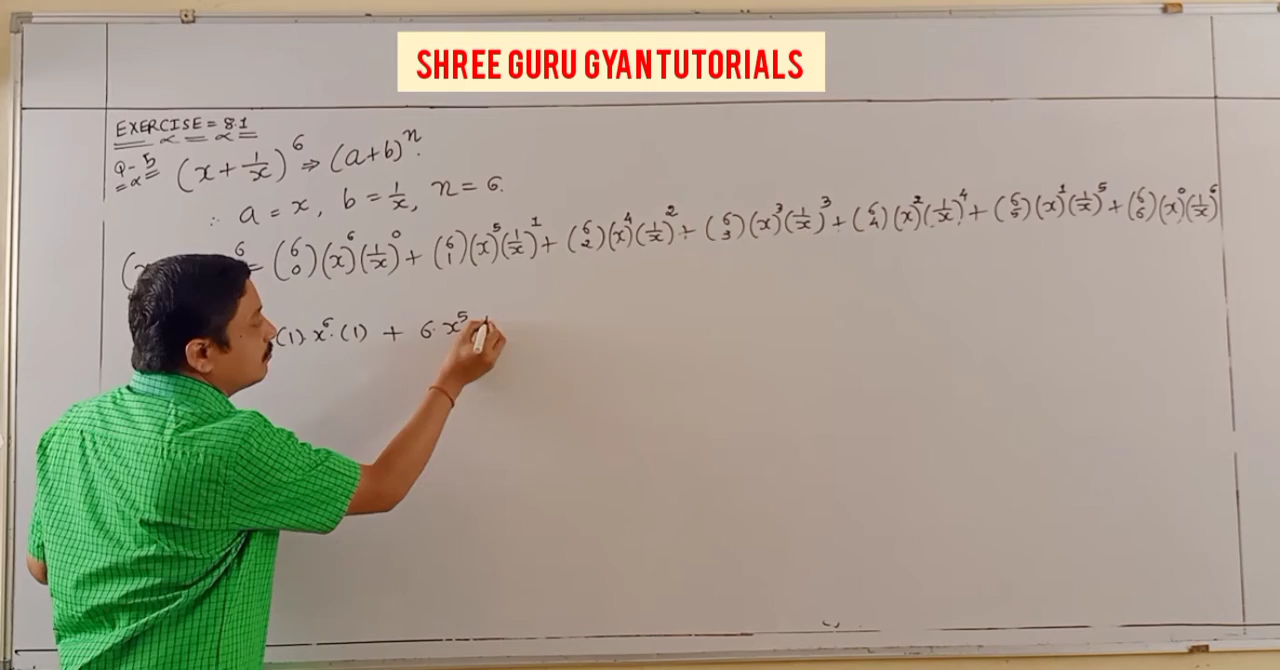 SHREE GURU GYAN TUTORIALS
EXERCISE = 8.1
Q-5 (x + 1/x)^6 ⇒ (a+b)^n.
∴ a = x, b = 1/x, n = 6.
6 = (6 0)(x)^6(1/x)^0 + (6 1)(x)^5(1/x)^1 + (6 2)(x)^4(1/x)^2 + (6 3)(x)^3(1/x)^3 + (6 4)(x)^2(1/x)^4 + (6 5)(x)^1(1/x)^5 + (6 6)(x)^0(1/x)^6
(1)·x^6·(1) + 6·x^5